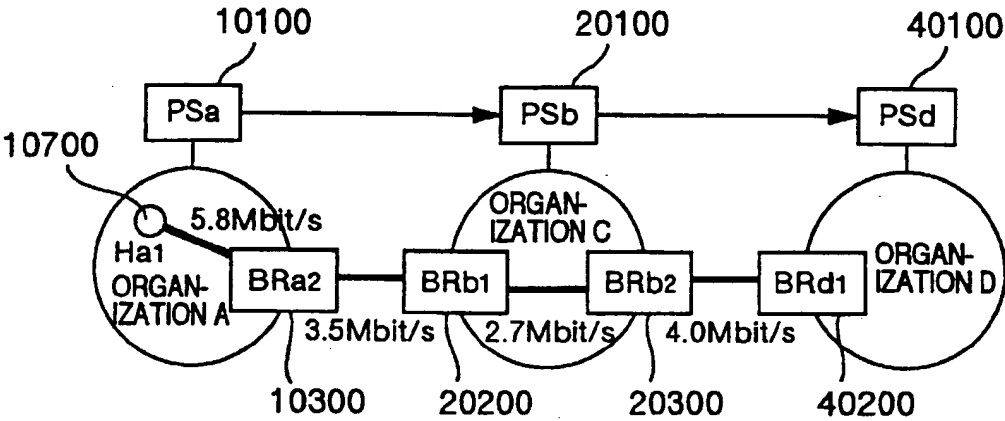 10100
20100
40100
PSa
PSb
PSd
10700
5.8Mbit/s
Ha1
ORGAN-
IZATION A
ORGAN-
IZATION C
ORGAN-
IZATION D
BRa2
BRb1
BRb2
BRd1
3.5Mbit/s
2.7Mbit/s
4.0Mbit/s
10300
20200
20300
40200